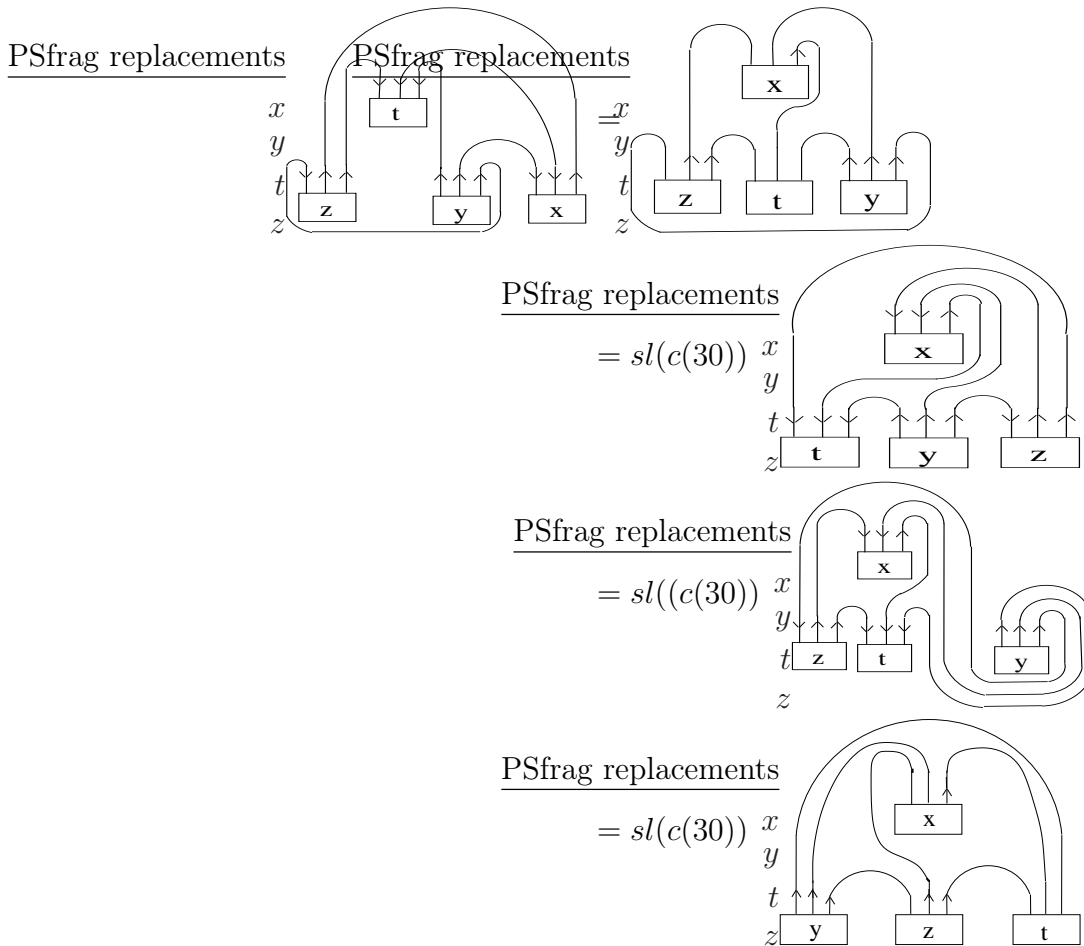 PSfrag replacements
PSfrag replacements
x
y
t
z
t
z
y
x
=
x
y
t
z
x
z
t
y
PSfrag replacements
= sl(c(30))
x
y
t
z
x
t
y
z
PSfrag replacements
= sl((c(30))
x
y
t
z
x
z
t
y
PSfrag replacements
= sl(c(30))
x
y
t
z
x
y
z
t